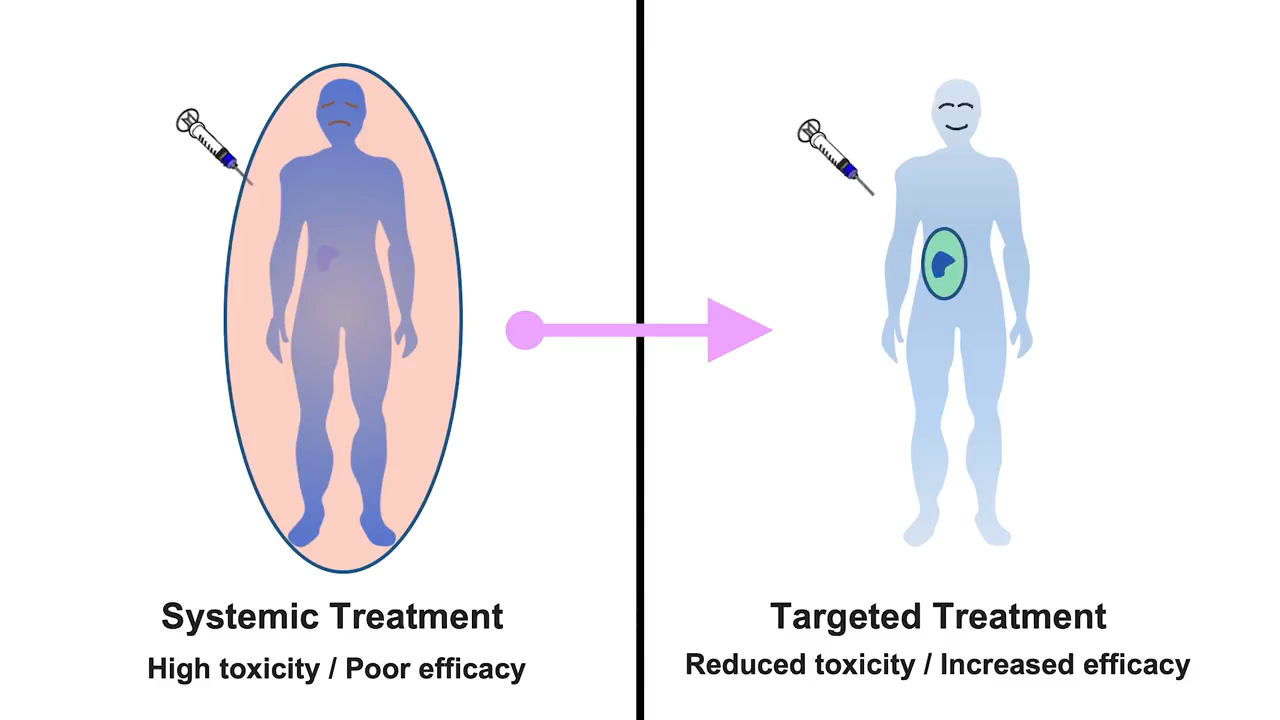 Systemic Treatment
High toxicity / Poor efficacy
Targeted Treatment
Reduced toxicity / Increased efficacy